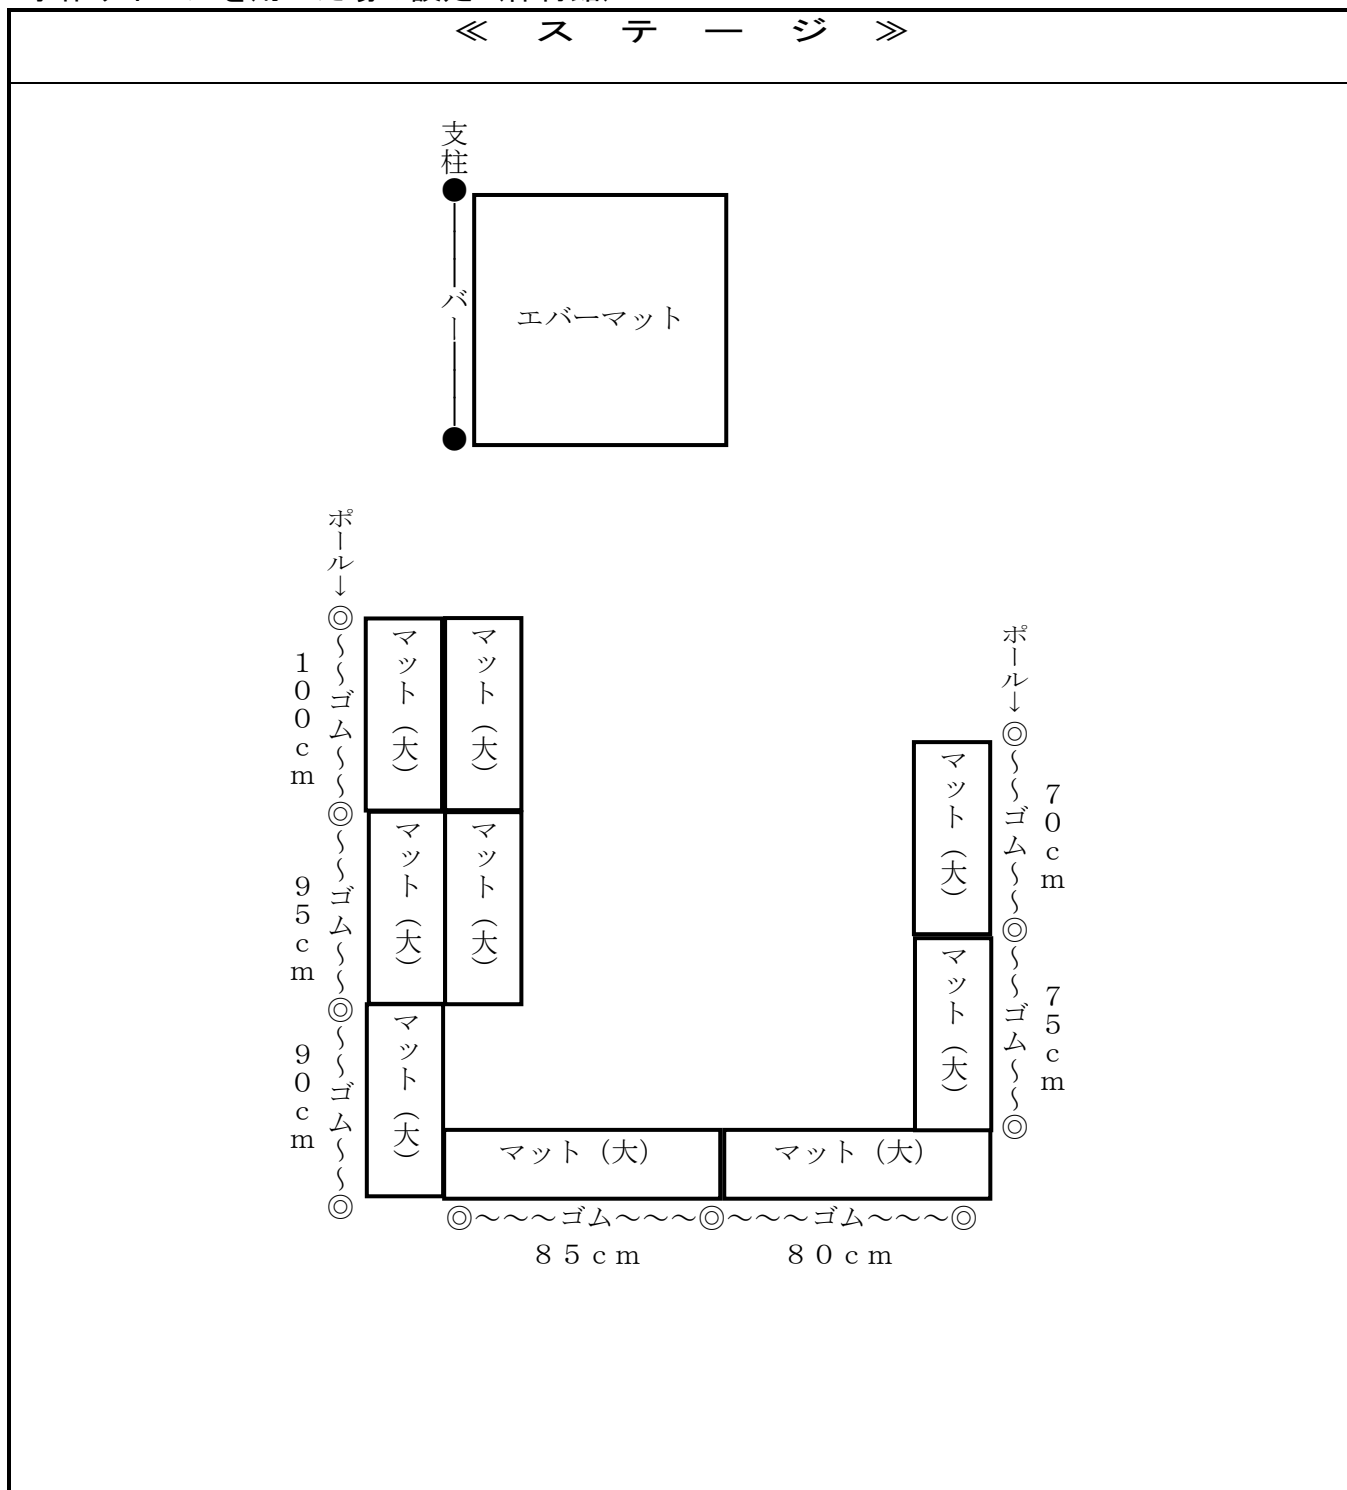 ≪ ス テ ー ジ ≫
支柱
バー
エバーマット
ポール↓
◎～～ゴム～～◎～～ゴム～～◎～～ゴム～～◎
100cm
95cm
90cm
マット（大）
マット（大）
マット（大）
マット（大）
マット（大）
ポール↓
◎～～ゴム～～◎～～ゴム～～◎
70cm
75cm
マット（大）
マット（大）
マット（大） マット（大）
◎～～～ゴム～～～◎～～～ゴム～～～◎
８５ｃｍ ８０ｃｍ